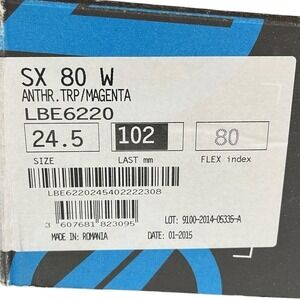 SX 80 W
ANTHR.TRP/MAGENTA
LBE6220
24.5 102 80
SIZE LAST mm FLEX index
LBE6220245402222308
LOT: 9100-2014-05335-A
3 607681 823095
MADE IN: ROMANIA DATE: 01-2015